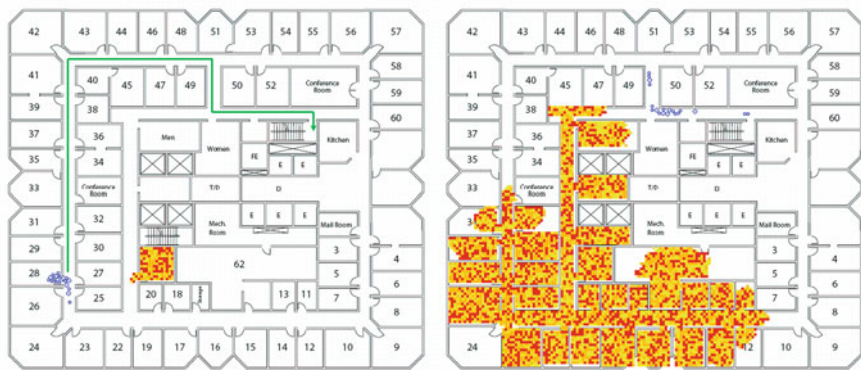 42 43 44 46 48 51 53 54 55 56 57
41 40 45 47 49 50 52 Conference Room 58
39 38 59
60
37 36 Men Women FE E E Kitchen
35 34
33 Conference Room T/D D
31 32 Mech. Room E E E Mail Room
29 30 3 4
28 27 62 5
26 25 20 18 Storage 13 11 7 6
8
24 23 22 19 17 16 15 14 12 10 9
42 43 44 46 48 51 53 54 55 56 57
41 40 45 47 49 50 52 Conference Room 58
39 38 59
60
37 36 Women FE E E Kitchen
35 34
33 Conference Room T/D D
Mech. Room E E E Mail Room
3 4
5
7 6
8
24 12 10 9